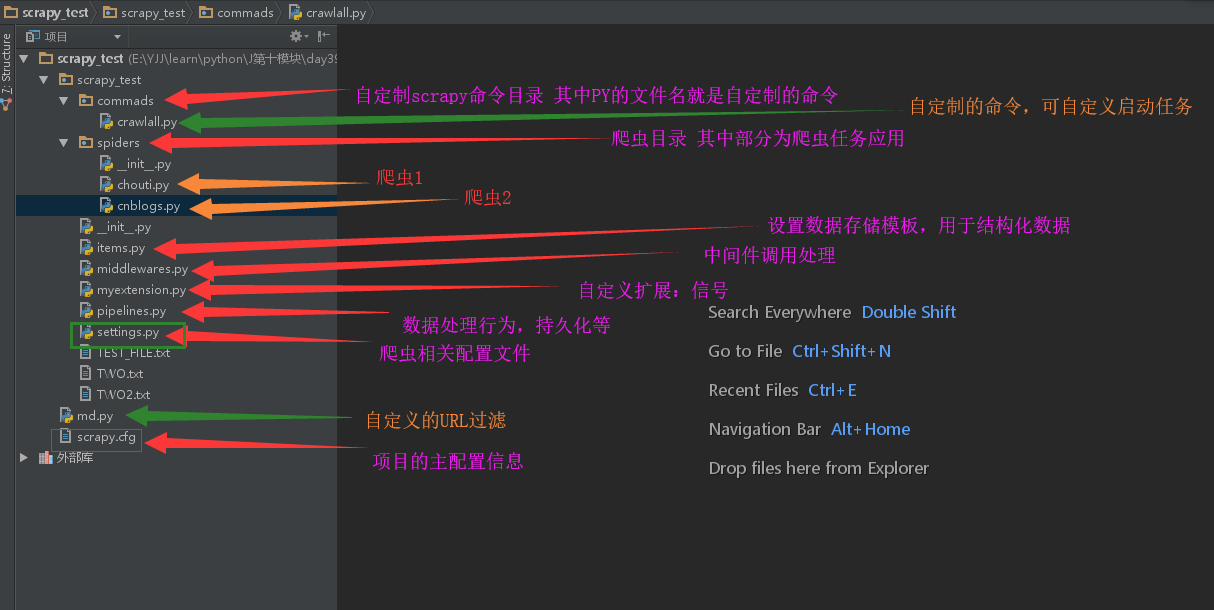 scrapy_test scrapy_test commads crawlall.py
项目
Z: Structure
scrapy_test (E:\YJJ\learn\python\J第十模块\day39
scrapy_test
commads
自定制scrapy命令目录 其中PY的文件名就是自定制的命令
自定制的命令，可自定义启动任务
crawlall.py
spiders
爬虫目录 其中部分为爬虫任务应用
__init__.py
chouti.py
爬虫1
cnblogs.py
爬虫2
__init__.py
设置数据存储模板，用于结构化数据
items.py
中间件调用处理
middlewares.py
myextension.py
自定义扩展：信号
pipelines.py
数据处理行为，持久化等
settings.py
爬虫相关配置文件
TEST_FILE.txt
TWO.txt
TWO2.txt
md.py
自定义的URL过滤
scrapy.cfg
项目的主配置信息
外部库
Search Everywhere Double Shift
Go to File Ctrl+Shift+N
Recent Files Ctrl+E
Navigation Bar Alt+Home
Drop files here from Explorer